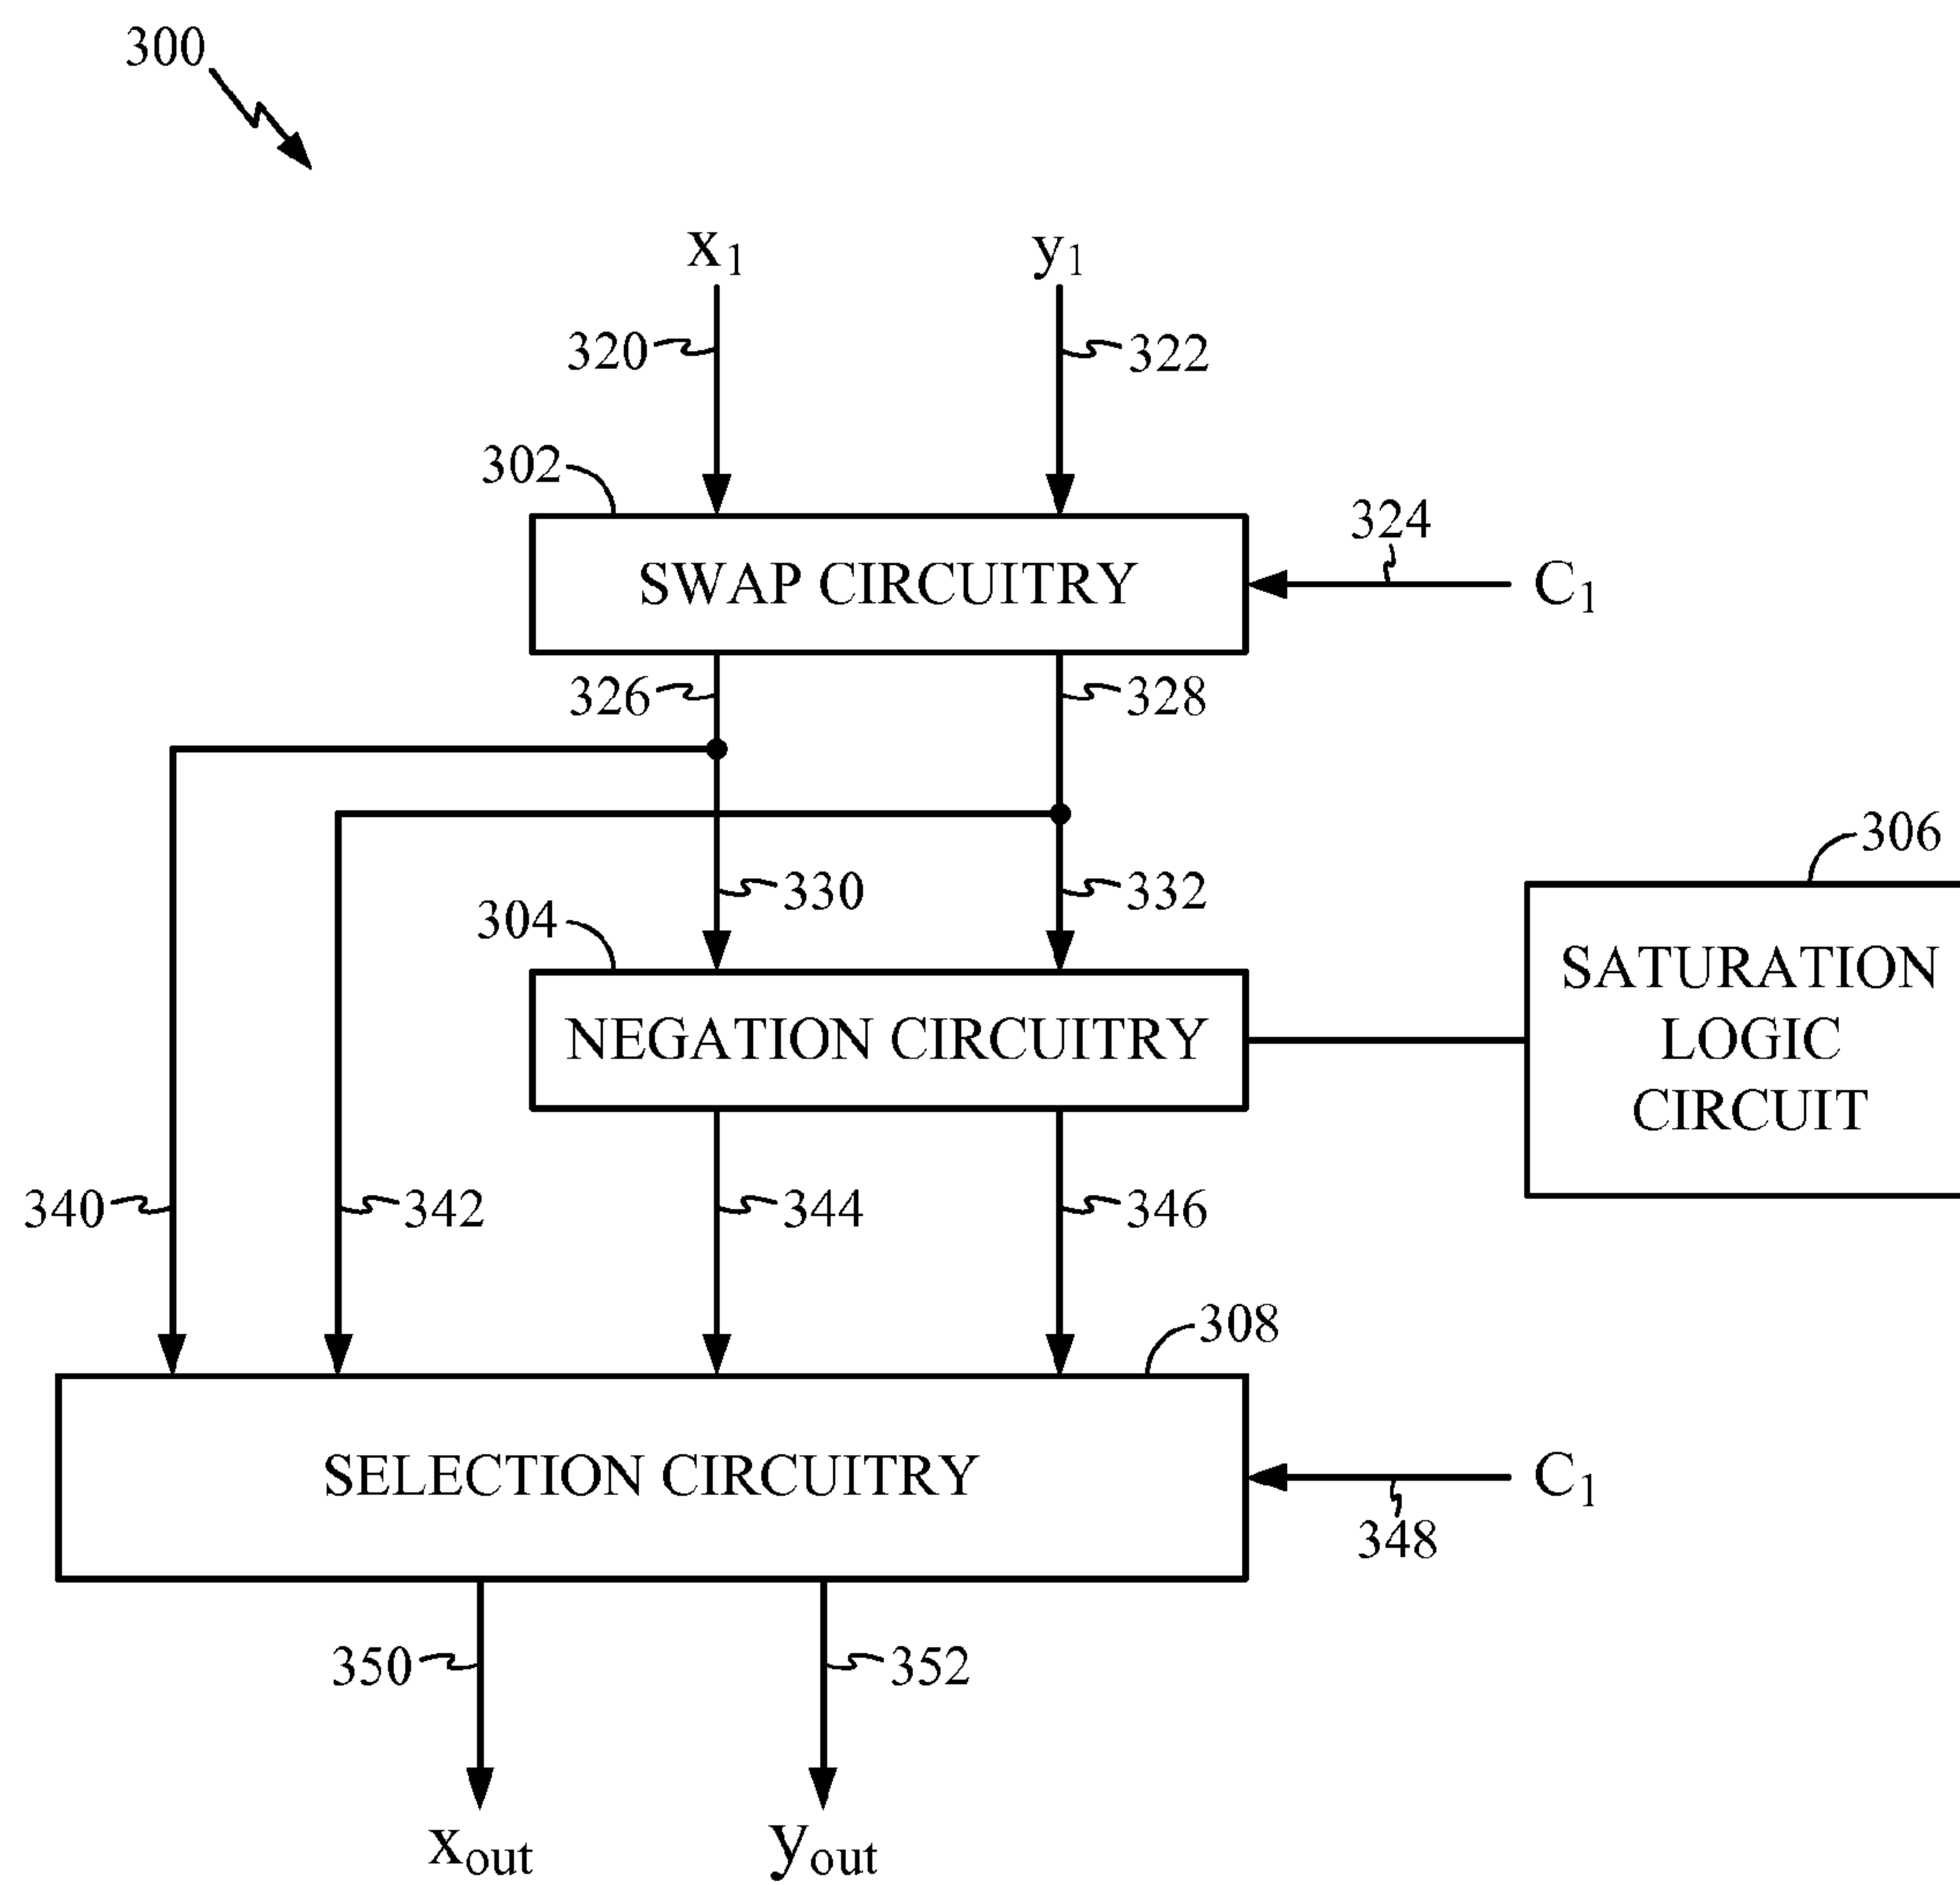 300
x₁ y₁
320 322
302
324
SWAP CIRCUITRY C₁
326 328
306
330 332
304
NEGATION CIRCUITRY
SATURATION
LOGIC
CIRCUIT
340 342 344 346
308
SELECTION CIRCUITRY C₁
348
350 352
xout yout